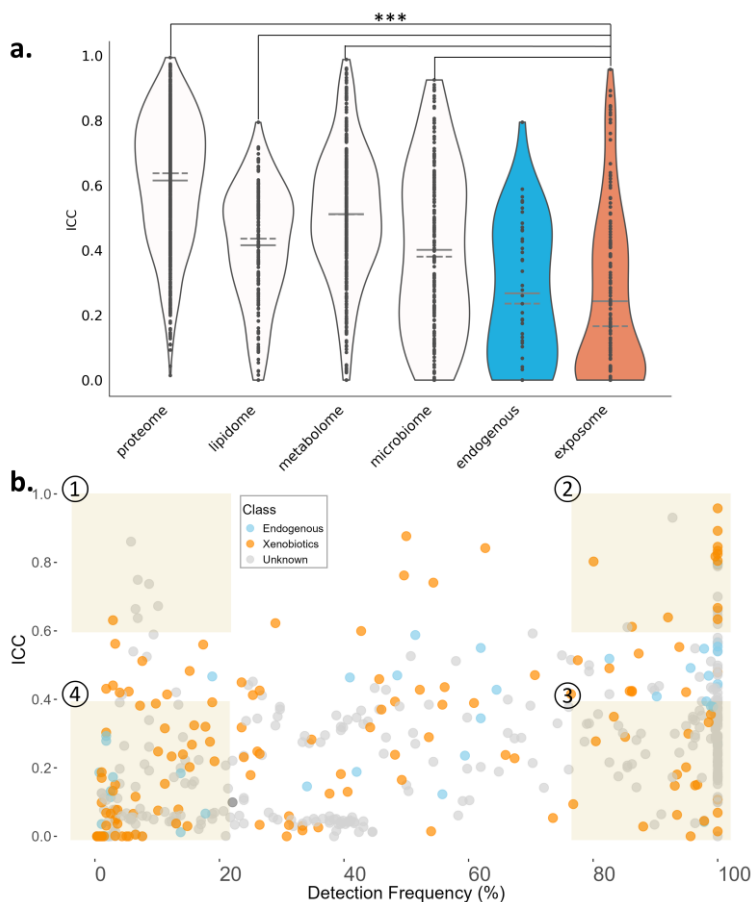 ***
a.
1.0
0.8
0.6
0.4
0.2
0.0
ICC
proteome
lipidome
metabolome
microbiome
endogenous
exposome
b.
1
2
1.0
0.8
0.6
0.4
0.2
0.0
ICC
Class
Endogenous
Xenobiotics
Unknown
4
3
0
20
40
60
80
100
Detection Frequency (%)